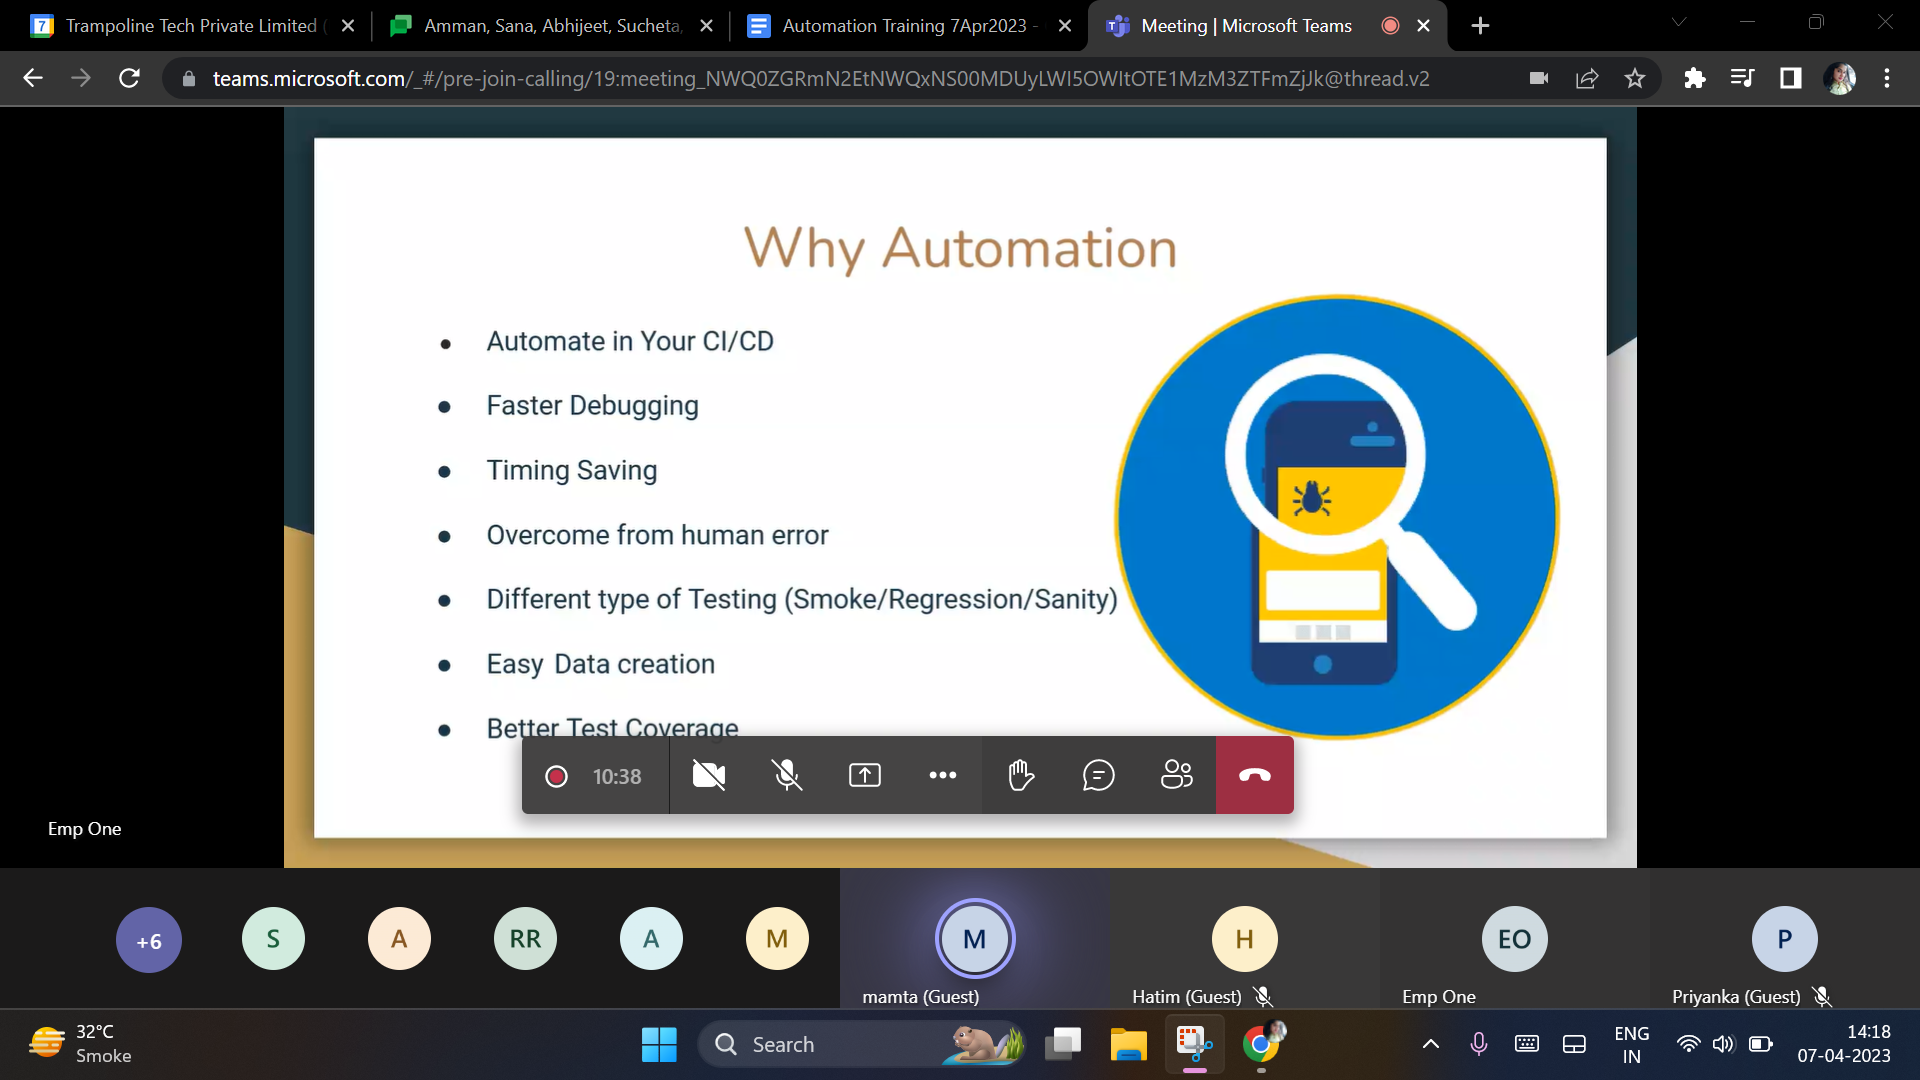 7
Trampoline Tech Private Limited (
Amman, Sana, Abhijeet, Sucheta,
Automation Training 7Apr2023 -
Meeting | Microsoft Teams
teams.microsoft.com/_#/pre-join-calling/19:meeting_NWQ0ZGRmN2EtNWQxNS00MDUyLWI5OWItOTE1MzM3ZTFmZjJk@thread.v2
Why Automation
• Automate in Your CI/CD
• Faster Debugging
• Timing Saving
• Overcome from human error
• Different type of Testing (Smoke/Regression/Sanity)
• Easy Data creation
• Better Test Coverage
10:38
Emp One
+6
S
A
RR
A
M
M
H
EO
P
mamta (Guest)
Hatim (Guest)
Emp One
Priyanka (Guest)
32°C
Smoke
Search
ENG
IN
14:18
07-04-2023